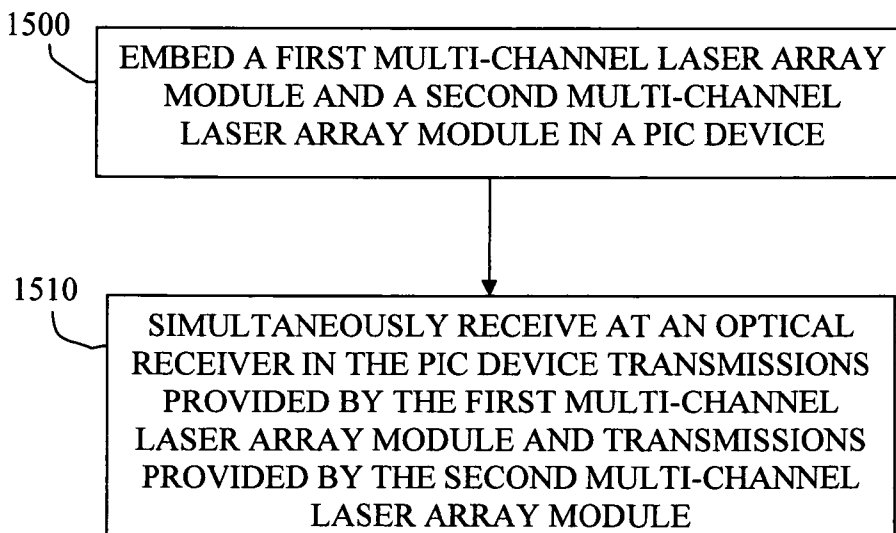 1500
EMBED A FIRST MULTI-CHANNEL LASER ARRAY
MODULE AND A SECOND MULTI-CHANNEL
LASER ARRAY MODULE IN A PIC DEVICE
1510
SIMULTANEOUSLY RECEIVE AT AN OPTICAL
RECEIVER IN THE PIC DEVICE TRANSMISSIONS
PROVIDED BY THE FIRST MULTI-CHANNEL
LASER ARRAY MODULE AND TRANSMISSIONS
PROVIDED BY THE SECOND MULTI-CHANNEL
LASER ARRAY MODULE